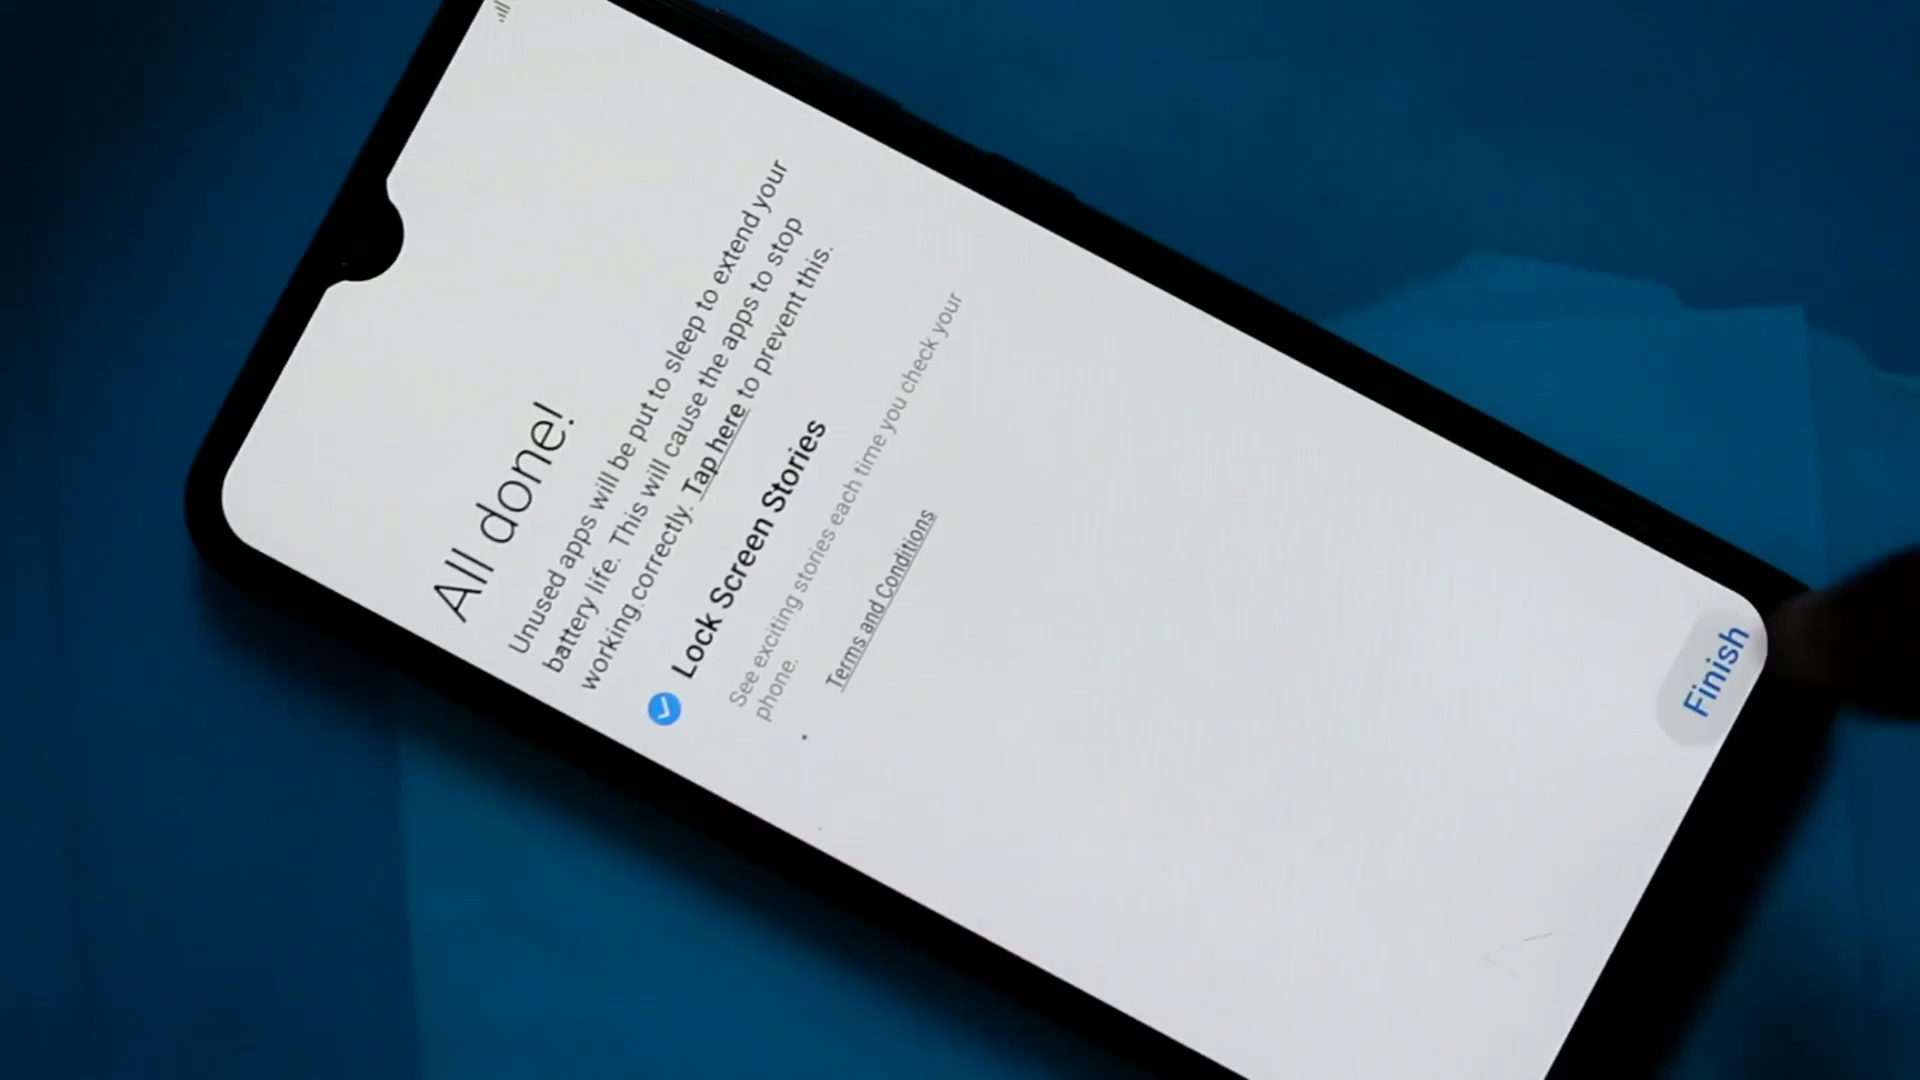 All done!
Unused apps will be put to sleep to extend your
battery life. This will cause the apps to stop
working correctly. Tap here to prevent this.
Lock Screen Stories
See exciting stories each time you check your
phone.
Terms and Conditions
Finish